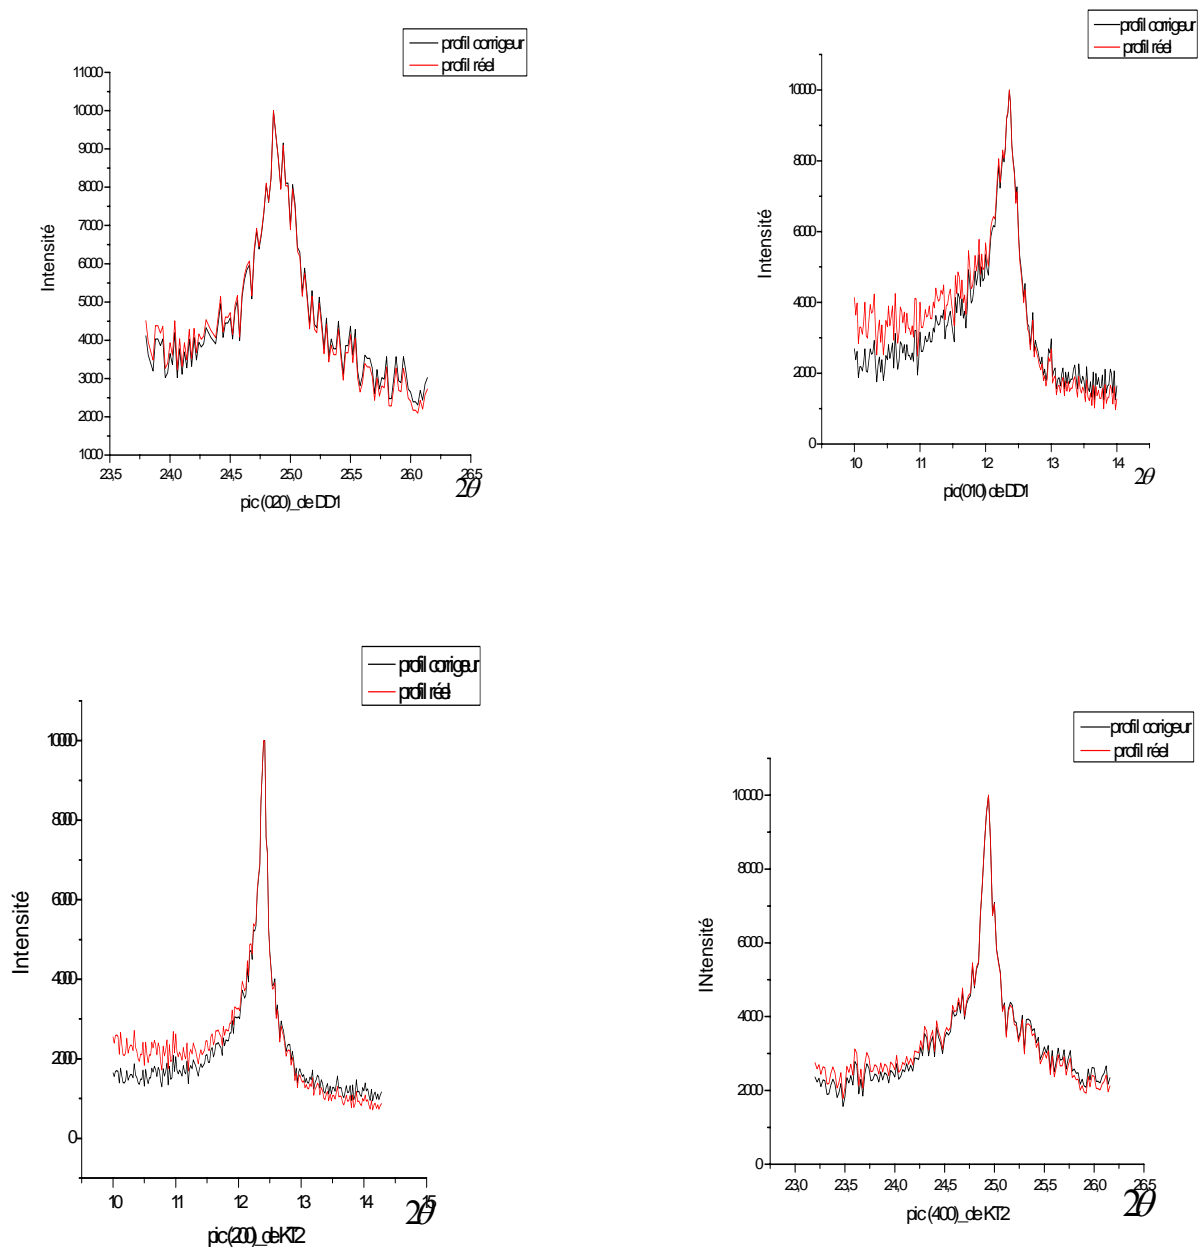 profil corrigeur
profil réel
11000
10000
9000
8000
7000
6000
5000
4000
3000
2000
1000
Intensité
23,5 24,0 24,5 25,0 25,5 26,0 26,5
2θ
pic (020)_de DD1
profil corrigeur
profil réel
10000
8000
6000
4000
2000
0
Intensité
10 11 12 13 14
2θ
pic(010) de DD1
profil corrigeur
profil réel
10000
8000
6000
4000
2000
0
Intensité
10 11 12 13 14 15
2θ
pic(200)_de KT2
profil corigeur
profil réel
10000
8000
6000
4000
2000
0
INtensité
23,0 23,5 24,0 24,5 25,0 25,5 26,0 26,5
2θ
pic (400)_de KT2